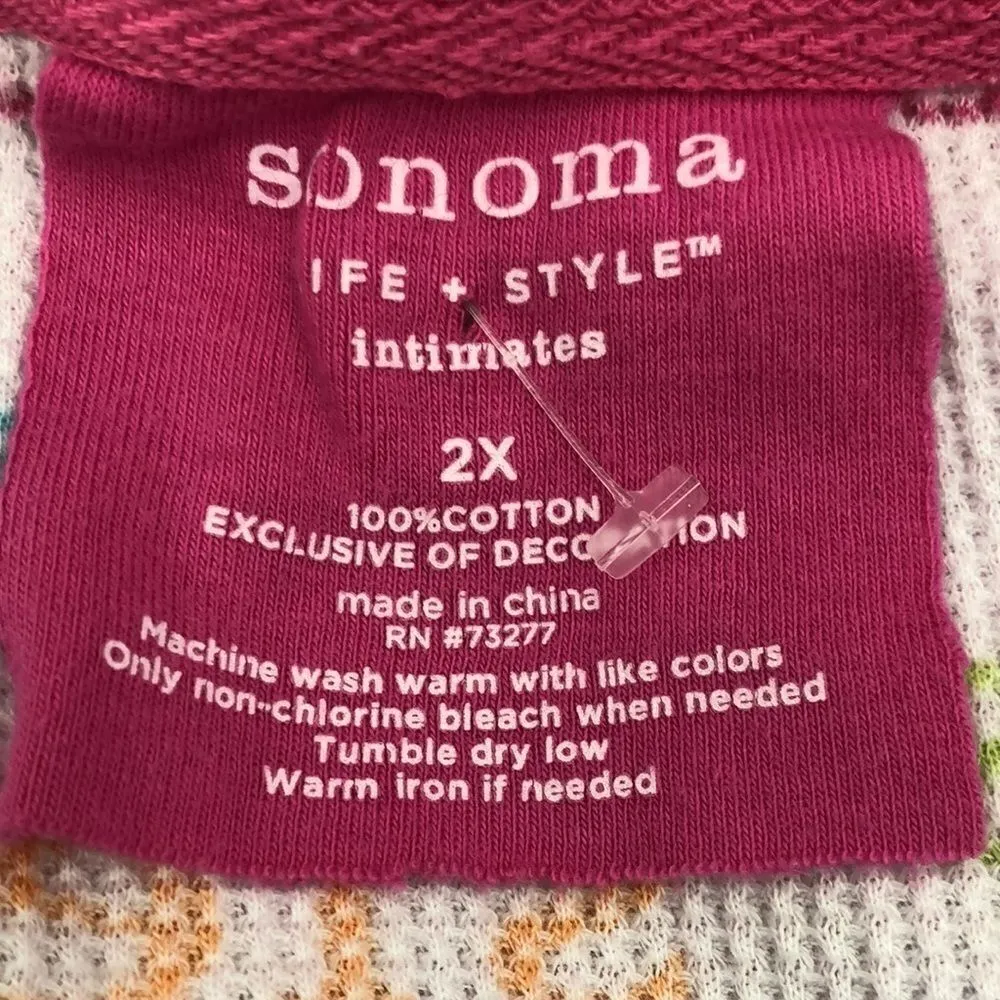 sonoma
IFE + STYLE™
intimates
2X
100%COTTON
EXCLUSIVE OF
made in china
RN #73277
Machine wash warm with like colors
Only non-chlorine bleach when needed
Tumble dry low
Warm iron if needed